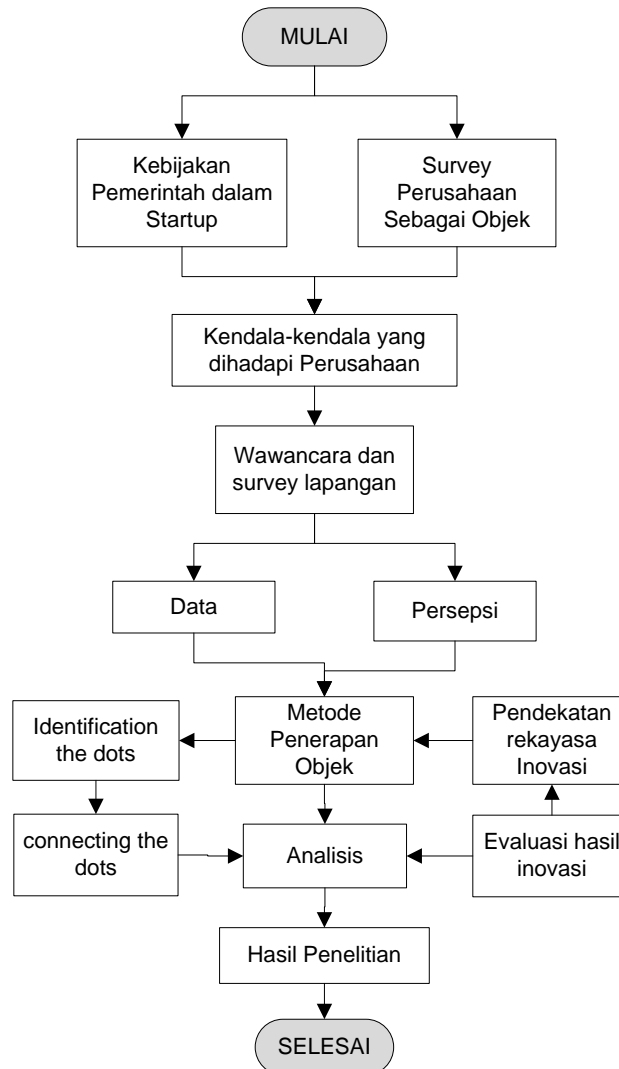 MULAI
Kebijakan
Pemerintah dalam
Startup
Survey
Perusahaan
Sebagai Objek
Kendala-kendala yang
dihadapi Perusahaan
Wawancara dan
survey lapangan
Data
Persepsi
Identification
the dots
Metode
Penerapan
Objek
Pendekatan
rekayasa
Inovasi
connecting the
dots
Analisis
Evaluasi hasil
inovasi
Hasil Penelitian
SELESAI